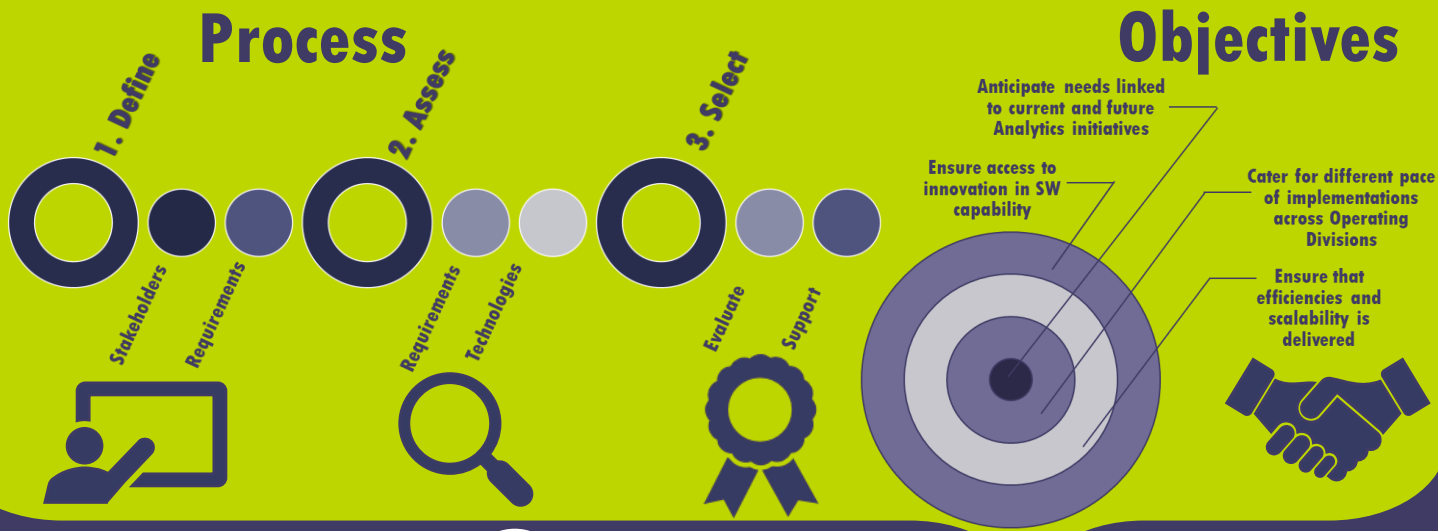 Process
1. Define
Stakeholders
Requirements
2. Assess
Requirements
Technologies
3. Select
Evaluate
Support
Objectives
Anticipate needs linked
to current and future
Analytics initiatives
Ensure access to
innovation in SW
capability
Cater for different pace
of implementations
across Operating
Divisions
Ensure that
efficiencies and
scalability is
delivered